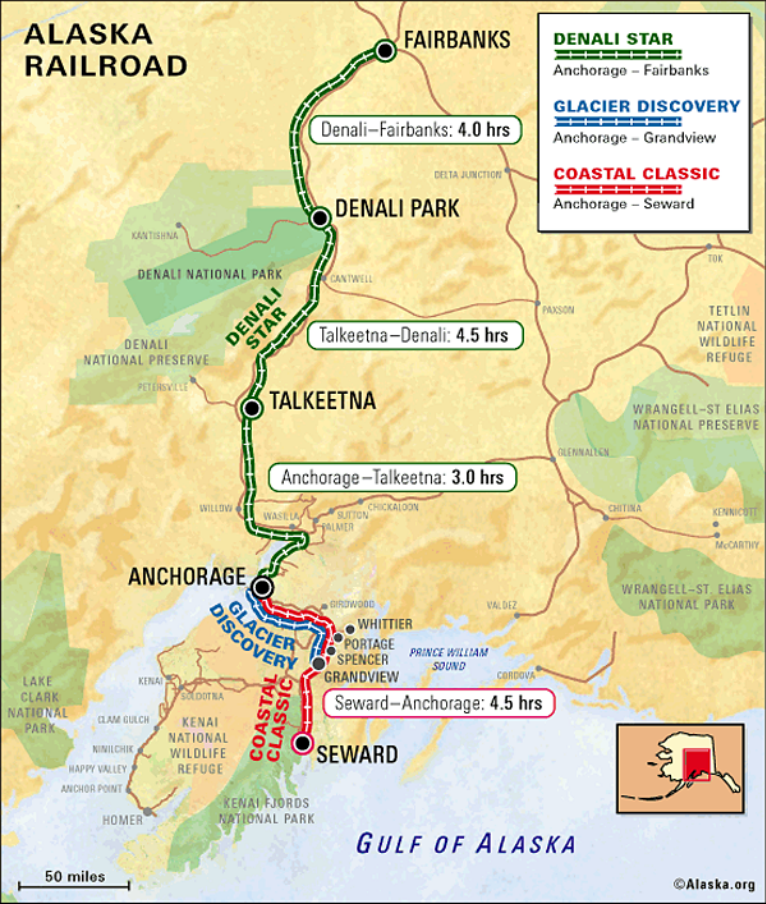 ALASKA
RAILROAD
FAIRBANKS
DENALI STAR
Anchorage – Fairbanks
GLACIER DISCOVERY
Anchorage – Grandview
COASTAL CLASSIC
Anchorage – Seward
Denali–Fairbanks: 4.0 hrs
DELTA JUNCTION
DENALI PARK
KANTISHNA
TOK
DENALI NATIONAL PARK
CANTWELL
PAXSON
DENALI
STAR
TETLIN
NATIONAL
WILDLIFE
REFUGE
Talkeetna–Denali: 4.5 hrs
DENALI
NATIONAL PRESERVE
PETERSVILLE
TALKEETNA
WRANGELL–ST ELIAS
NATIONAL PRESERVE
GLENNALLEN
Anchorage–Talkeetna: 3.0 hrs
WILLOW
WASILLA
SUTTON
CHICKALOON
PALMER
CHITINA
KENNICOTT
McCARTHY
ANCHORAGE
WRANGELL–ST. ELIAS
NATIONAL PARK
GLACIER
DISCOVERY
GIRDWOOD
VALDEZ
WHITTIER
PORTAGE
SPENCER
GRANDVIEW
PRINCE WILLIAM
SOUND
CORDOVA
LAKE
CLARK
NATIONAL
PARK
KENAI
SOLDOTNA
COASTAL
CLASSIC
Seward–Anchorage: 4.5 hrs
CLAM GULCH
KENAI
NATIONAL
WILDLIFE
REFUGE
NINILCHIK
HAPPY VALLEY
ANCHOR POINT
SEWARD
HOMER
KENAI FJORDS
NATIONAL PARK
GULF OF ALASKA
50 miles
©Alaska.org